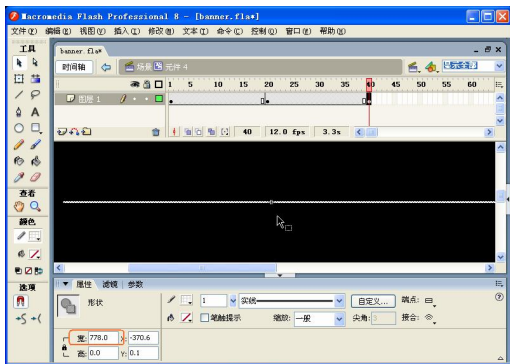 Macromedia Flash Professional 8 - [banner.fla*]
文件(F) 编辑(E) 视图(V) 插入(I) 修改(M) 文本(T) 命令(C) 控制(O) 窗口(W) 帮助(H)
工具
banner.fla*
时间轴 场景 元件 4
1 5 10 15 20 25 30 35 40 45 50 55 60
图层 1
40 12.0 fps 3.3s
查看
颜色
选项
属性 滤镜 参数
形状
1 实线 自定义... 端点:
笔触提示 缩放: 一般 尖角: 3 接合:
宽: 778.0 X: -370.6
高: 0.0 Y: 0.1